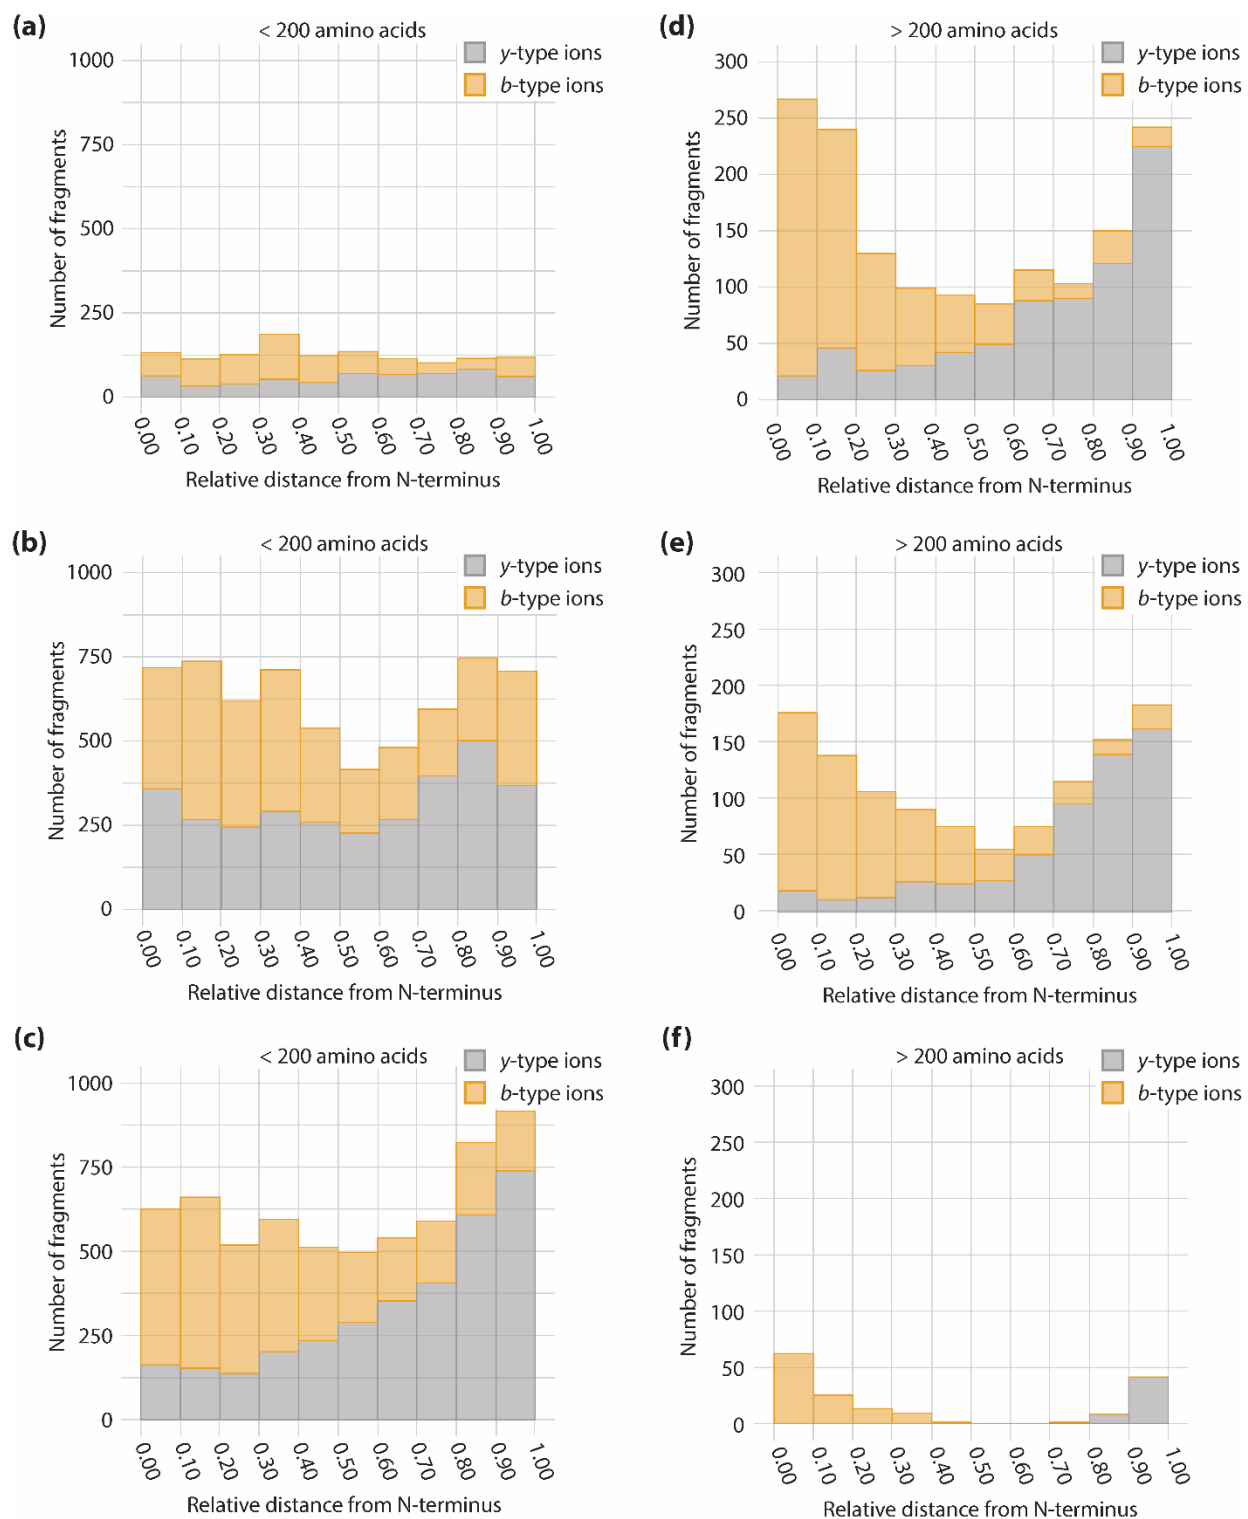 (a)
< 200 amino acids
y-type ions
b-type ions
1000
750
500
250
0
Number of fragments
0.00 0.10 0.20 0.30 0.40 0.50 0.60 0.70 0.80 0.90 1.00
Relative distance from N-terminus
(d)
> 200 amino acids
y-type ions
b-type ions
300
250
200
150
100
50
0
Number of fragments
0.00 0.10 0.20 0.30 0.40 0.50 0.60 0.70 0.80 0.90 1.00
Relative distance from N-terminus
(b)
< 200 amino acids
y-type ions
b-type ions
1000
750
500
250
0
Number of fragments
0.00 0.10 0.20 0.30 0.40 0.50 0.60 0.70 0.80 0.90 1.00
Relative distance from N-terminus
(e)
> 200 amino acids
y-type ions
b-type ions
300
250
200
150
100
50
0
Number of fragments
0.00 0.10 0.20 0.30 0.40 0.50 0.60 0.70 0.80 0.90 1.00
Relative distance from N-terminus
(c)
< 200 amino acids
y-type ions
b-type ions
1000
750
500
250
0
Number of fragments
0.00 0.10 0.20 0.30 0.40 0.50 0.60 0.70 0.80 0.90 1.00
Relative distance from N-terminus
(f)
> 200 amino acids
y-type ions
b-type ions
300
250
200
150
100
50
0
Number of fragments
0.00 0.10 0.20 0.30 0.40 0.50 0.60 0.70 0.80 0.90 1.00
Relative distance from N-terminus